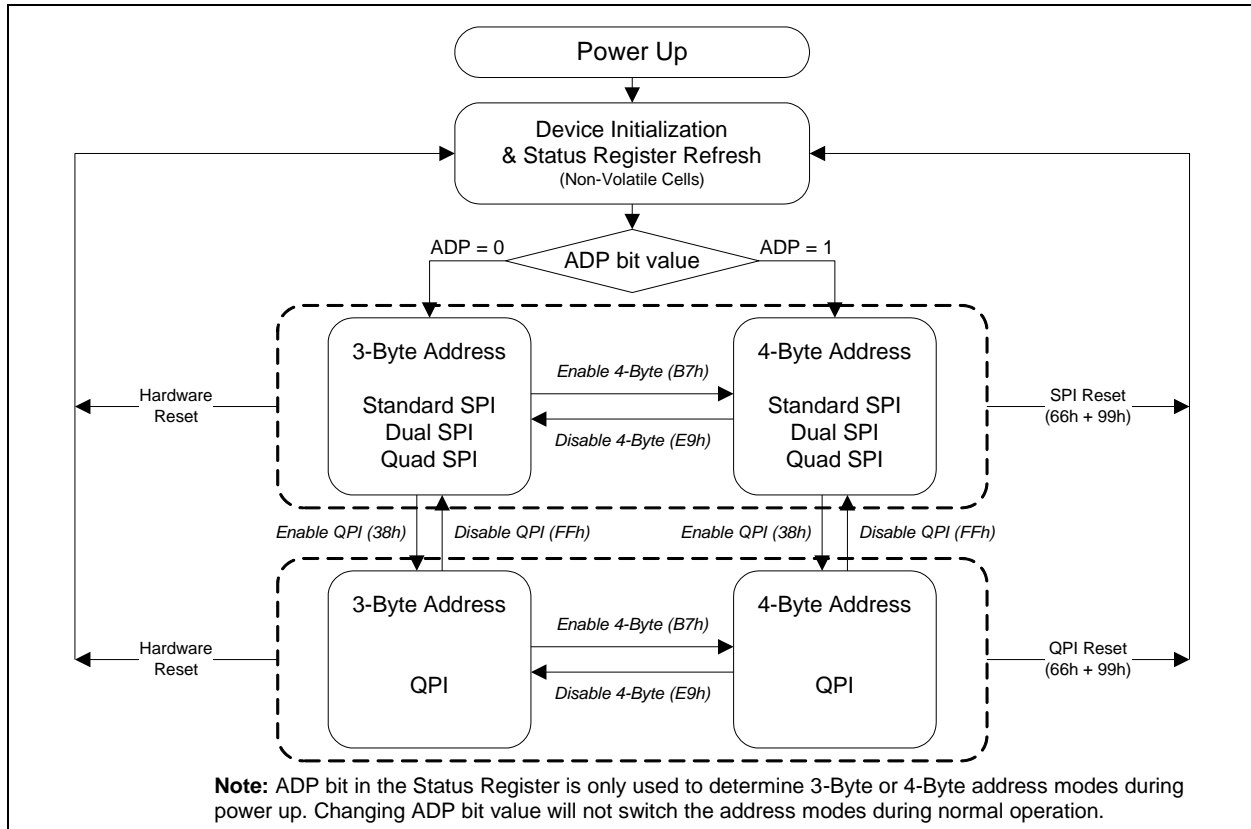 Power Up
Device Initialization
& Status Register Refresh
(Non-Volatile Cells)
ADP = 0
ADP bit value
ADP = 1
3-Byte Address
Standard SPI
Dual SPI
Quad SPI
Enable 4-Byte (B7h)
Disable 4-Byte (E9h)
4-Byte Address
Standard SPI
Dual SPI
Quad SPI
Hardware
Reset
SPI Reset
(66h + 99h)
Enable QPI (38h)
Disable QPI (FFh)
Enable QPI (38h)
Disable QPI (FFh)
3-Byte Address
QPI
Enable 4-Byte (B7h)
Disable 4-Byte (E9h)
4-Byte Address
QPI
Hardware
Reset
QPI Reset
(66h + 99h)
Note: ADP bit in the Status Register is only used to determine 3-Byte or 4-Byte address modes during
power up. Changing ADP bit value will not switch the address modes during normal operation.